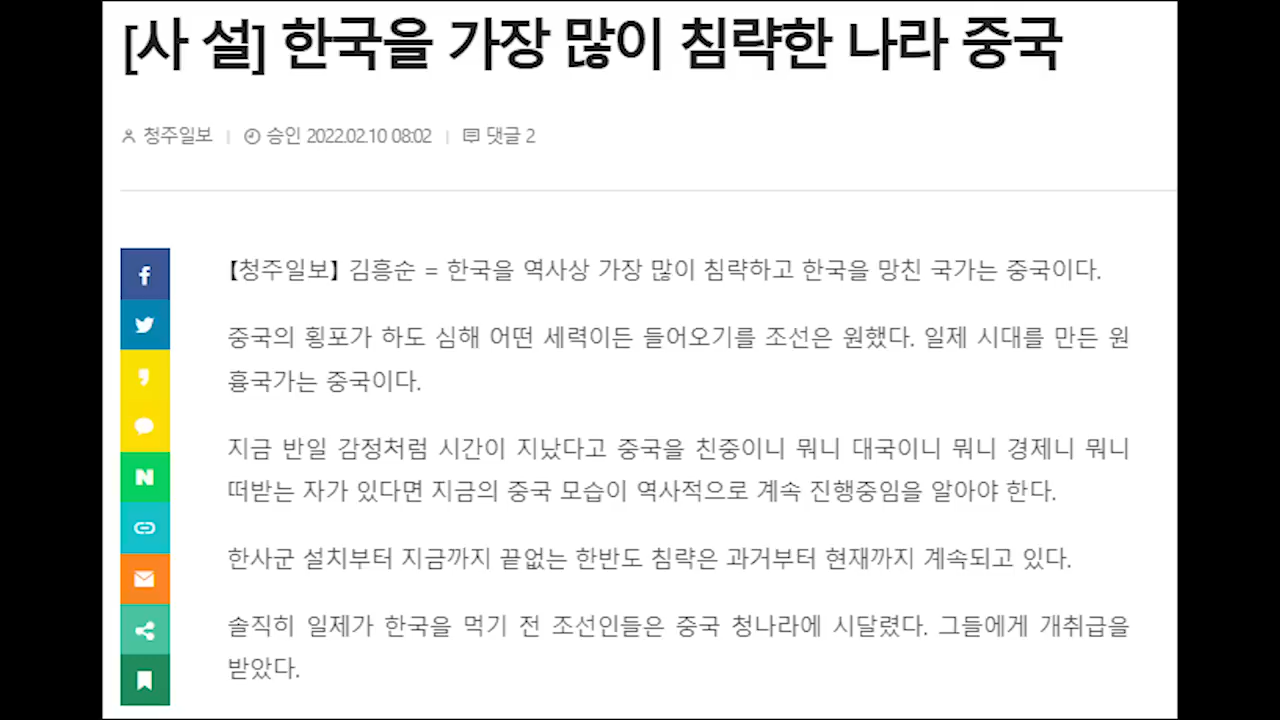 [사 설] 한국을 가장 많이 침략한 나라 중국
청주일보 | 승인 2022.02.10 08:02 | 댓글 2
【청주일보】 김흥순 = 한국을 역사상 가장 많이 침략하고 한국을 망친 국가는 중국이다.
중국의 횡포가 하도 심해 어떤 세력이든 들어오기를 조선은 원했다. 일제 시대를 만든 원
흉국가는 중국이다.
지금 반일 감정처럼 시간이 지났다고 중국을 친중이니 뭐니 대국이니 뭐니 경제니 뭐니
떠받는 자가 있다면 지금의 중국 모습이 역사적으로 계속 진행중임을 알아야 한다.
한사군 설치부터 지금까지 끝없는 한반도 침략은 과거부터 현재까지 계속되고 있다.
솔직히 일제가 한국을 먹기 전 조선인들은 중국 청나라에 시달렸다. 그들에게 개취급을
받았다.